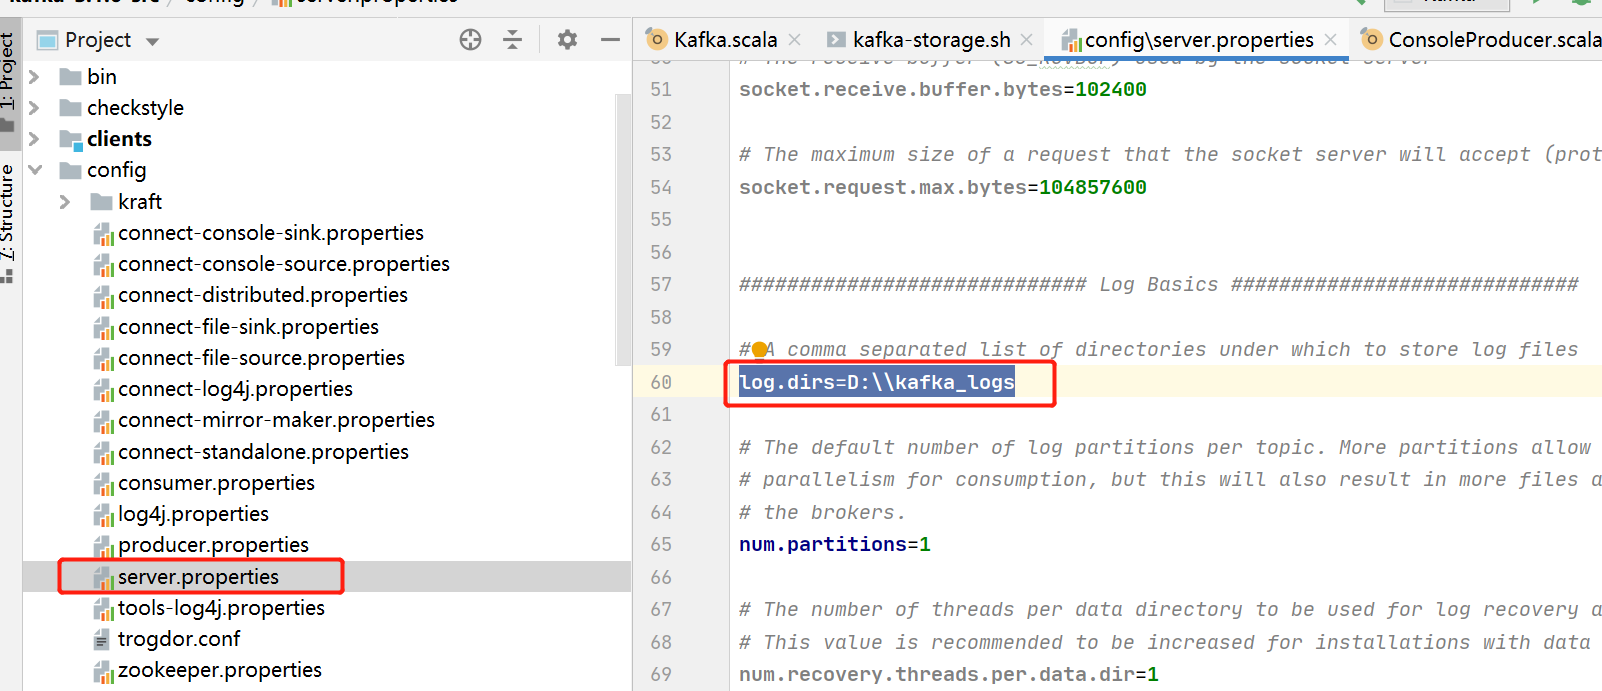 config
1: Project
7: Structure
Project
bin
checkstyle
clients
config
kraft
connect-console-sink.properties
connect-console-source.properties
connect-distributed.properties
connect-file-sink.properties
connect-file-source.properties
connect-log4j.properties
connect-mirror-maker.properties
connect-standalone.properties
consumer.properties
log4j.properties
producer.properties
server.properties
tools-log4j.properties
trogdor.conf
zookeeper.properties
Kafka.scala
kafka-storage.sh
config\server.properties
ConsoleProducer.scala
51 socket.receive.buffer.bytes=102400
52
53 # The maximum size of a request that the socket server will accept (prot
54 socket.request.max.bytes=104857600
55
56
57 ############################# Log Basics #############################
58
59 # A comma separated list of directories under which to store log files
60 log.dirs=D:\\kafka_logs
61
62 # The default number of log partitions per topic. More partitions allow
63 # parallelism for consumption, but this will also result in more files a
64 # the brokers.
65 num.partitions=1
66
67 # The number of threads per data directory to be used for log recovery a
68 # This value is recommended to be increased for installations with data
69 num.recovery.threads.per.data.dir=1